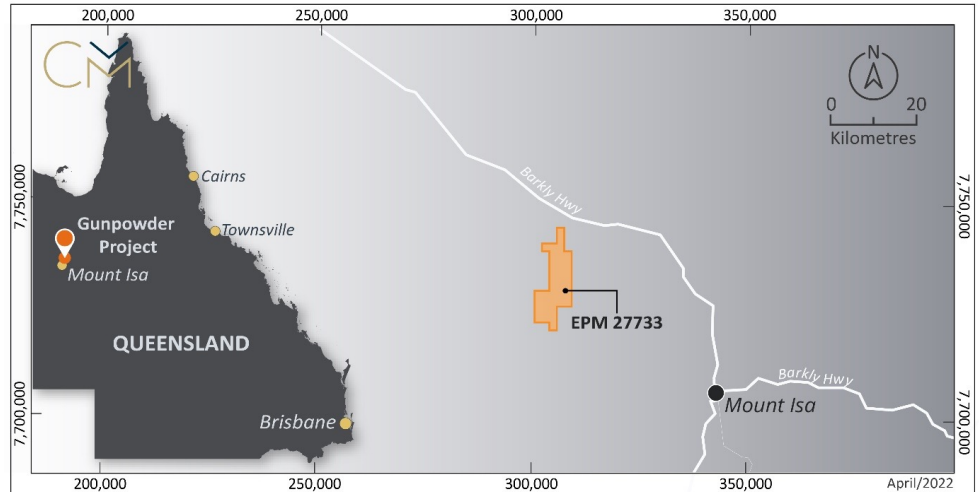 200,000
250,000
300,000
350,000
CM
N
0 20
Kilometres
Barkly Hwy
7,750,000
7,750,000
Cairns
Townsville
Gunpowder
Project
Mount Isa
EPM 27733
QUEENSLAND
Barkly Hwy
Mount Isa
Brisbane
7,700,000
7,700,000
200,000
250,000
300,000
350,000
April/2022